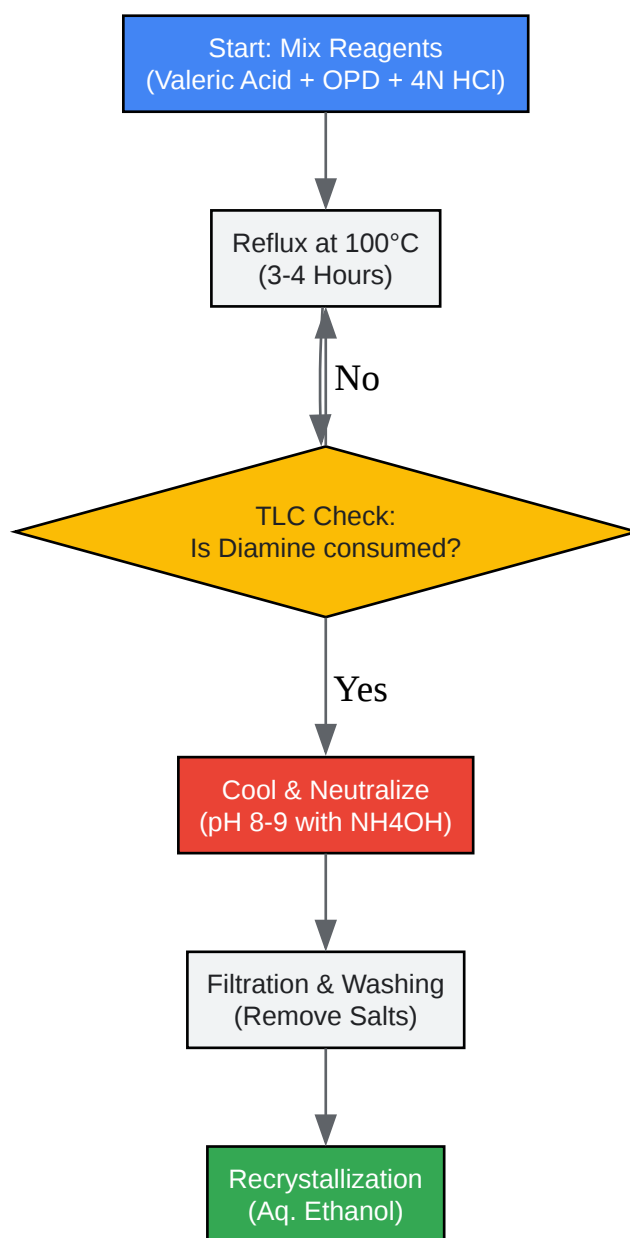 Start: Mix Reagents
(Valeric Acid + OPD + 4N HCl)
Reflux at 100°C
(3-4 Hours)
No
TLC Check:
Is Diamine consumed?
Yes
Cool & Neutralize
(pH 8-9 with NH4OH)
Filtration & Washing
(Remove Salts)
Recrystallization
(Aq. Ethanol)